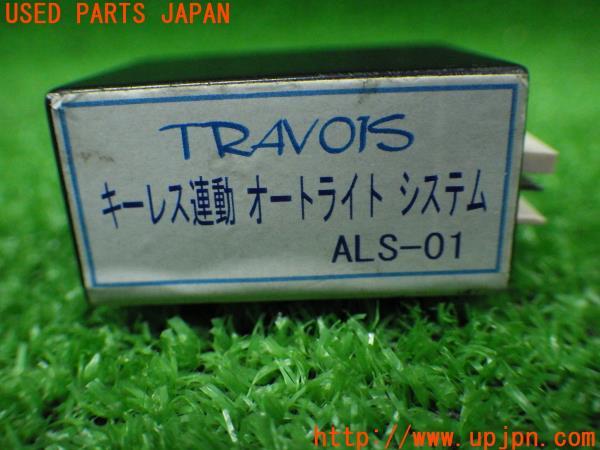 USED PARTS JAPAN
TRAVOIS
キーレス連動 オートライト システム
ALS-01
http://www.upjpn.com